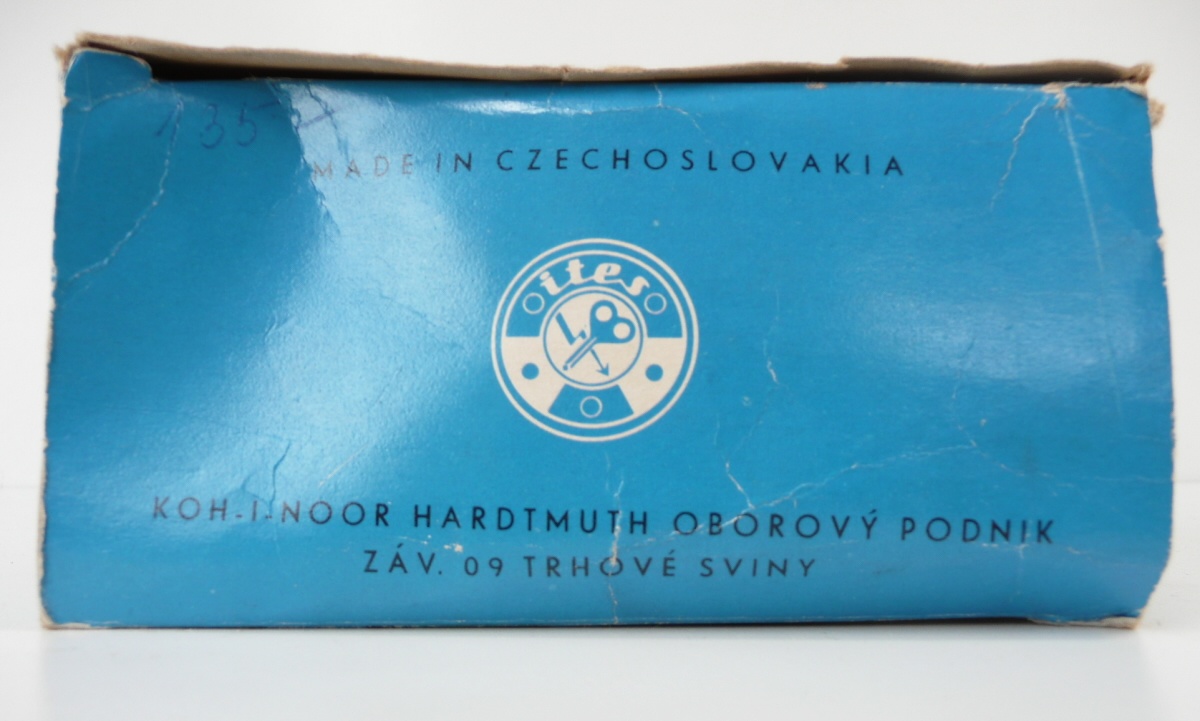 MADE IN CZECHOSLOVAKIA
ites
KOH-I-NOOR HARDTMUTH OBOROVÝ PODNIK
ZÁV. 09 TRHOVÉ SVINY